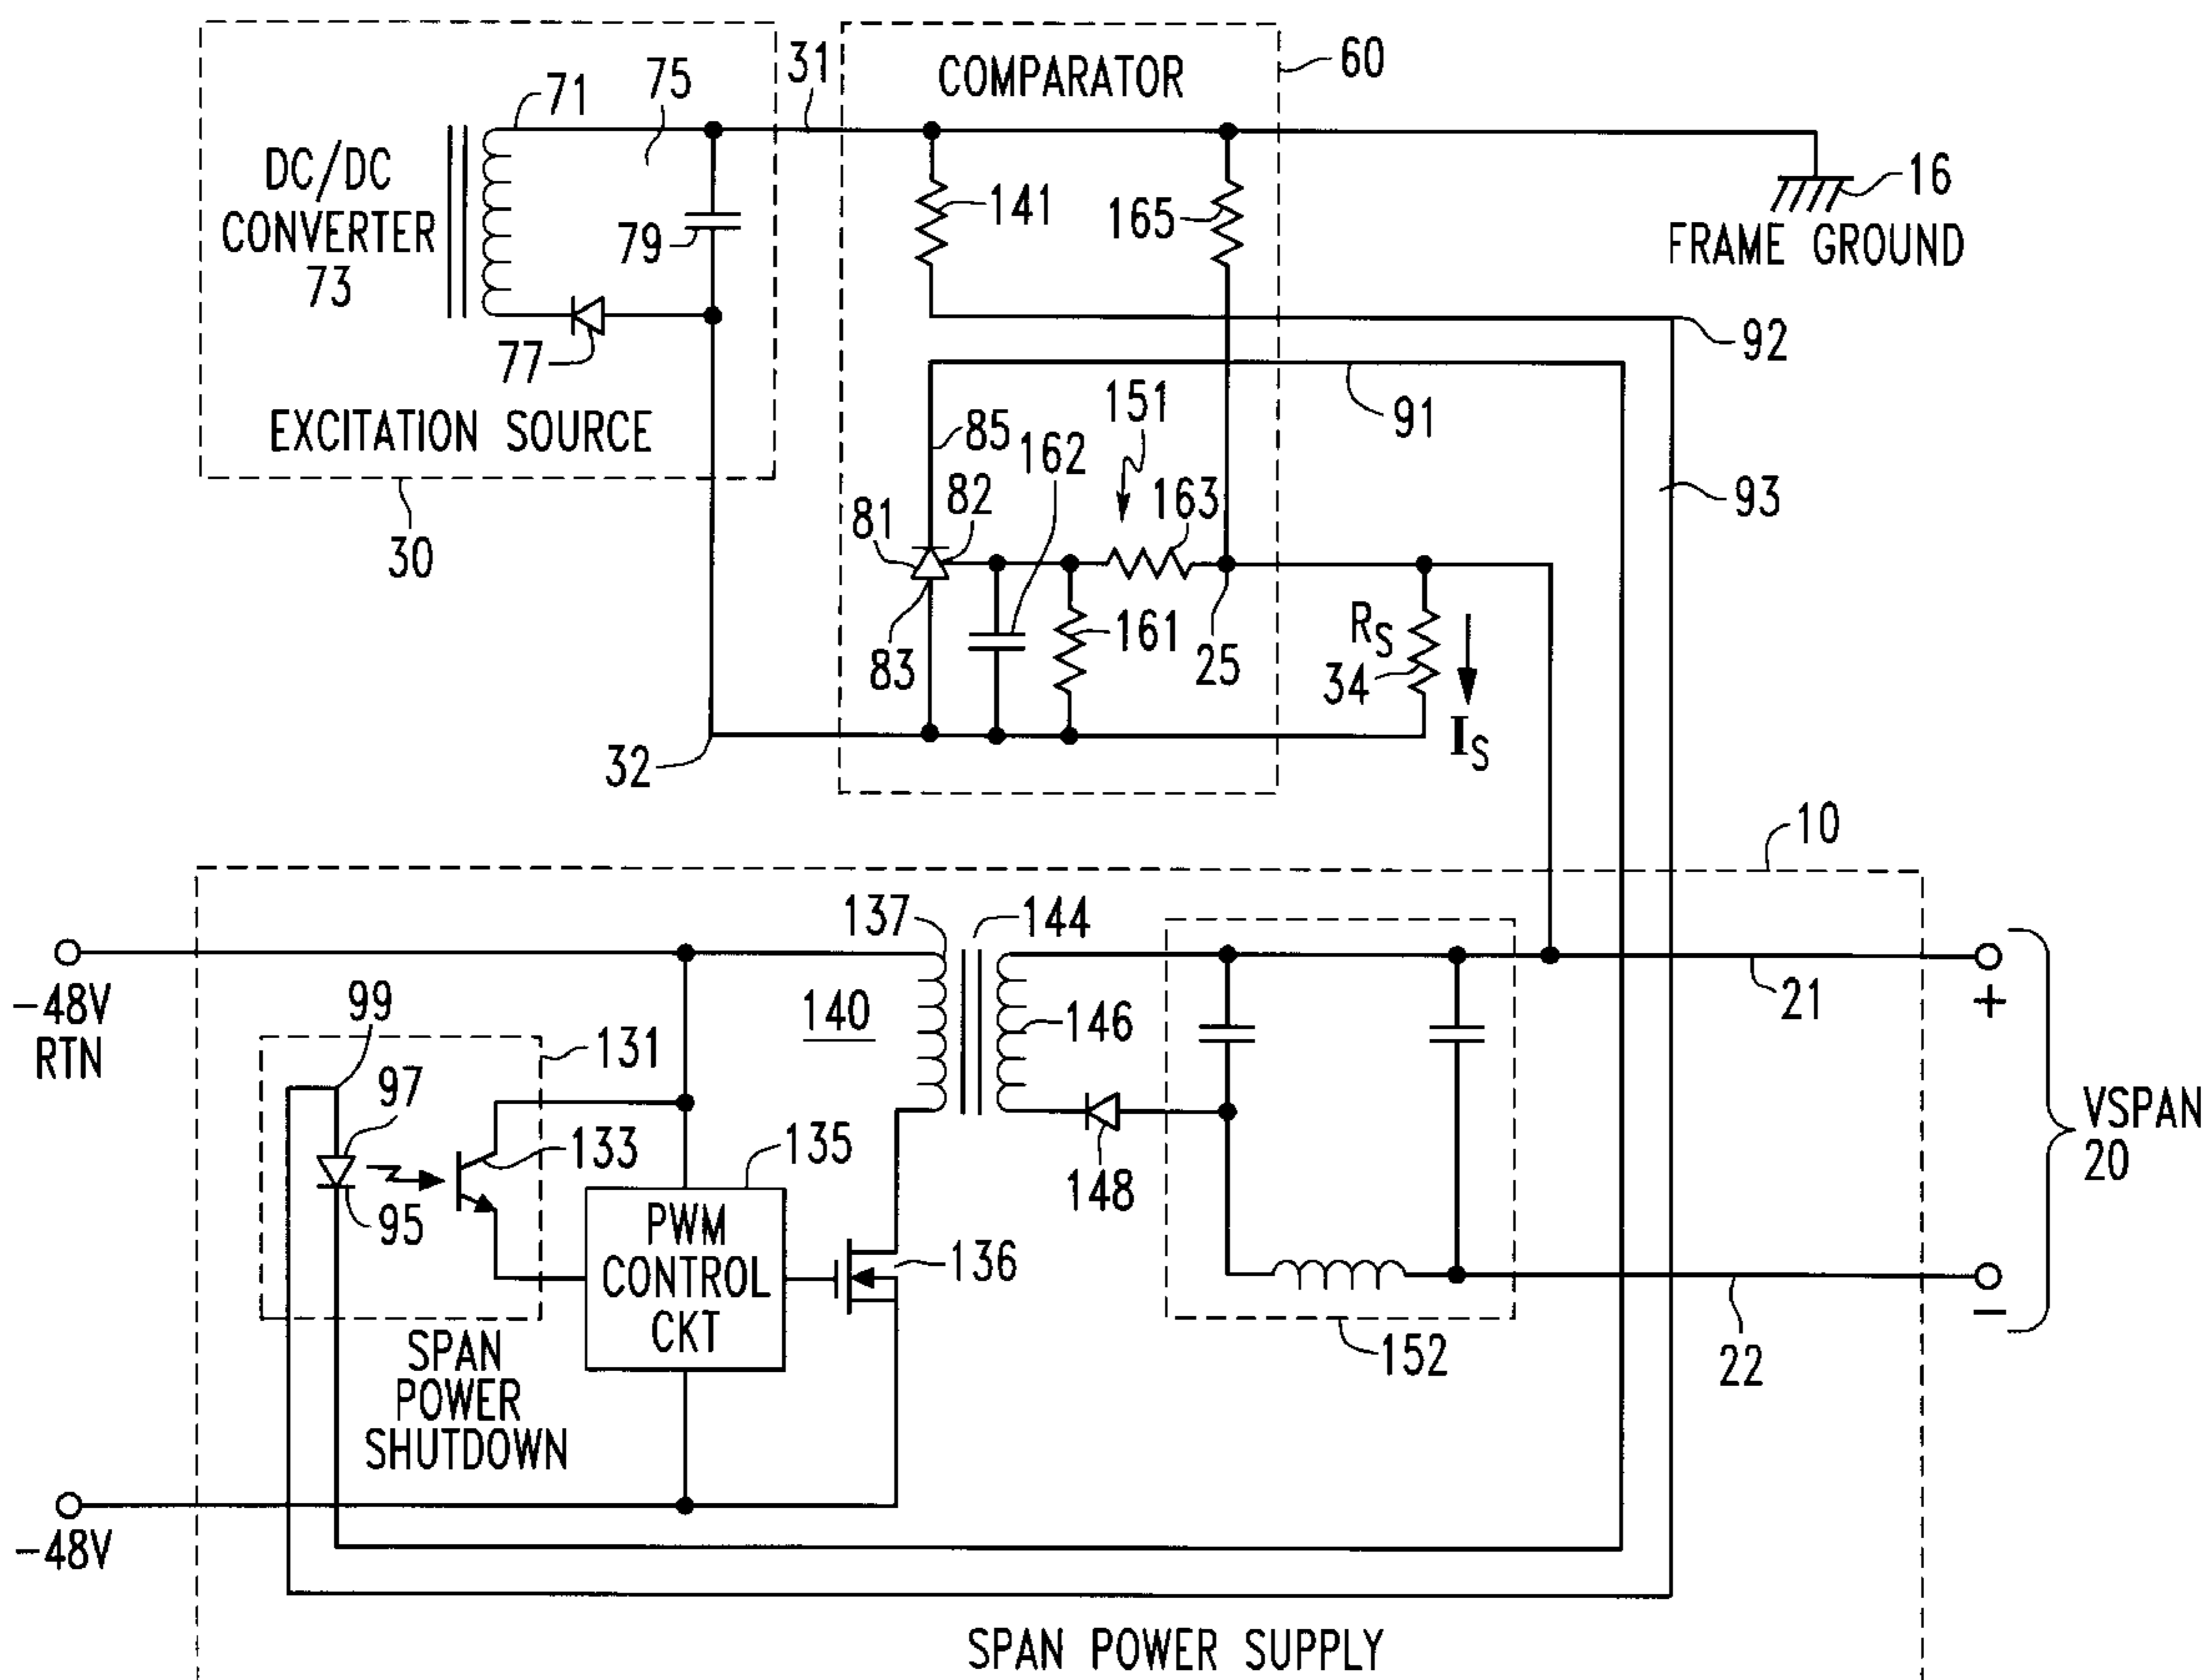 COMPARATOR
60
31
75
71
DC/DC
CONVERTER
73
79
77
EXCITATION SOURCE
30
141
165
16
FRAME GROUND
92
91
93
151
85
162
82
163
81
83
161
25
RS
34
IS
32
10
137
144
-48V
RTN
99
131
140
146
21
+
97
133
135
148
VSPAN
20
95
PWM
CONTROL
CKT
136
152
22
−
SPAN
POWER
SHUTDOWN
-48V
SPAN POWER SUPPLY